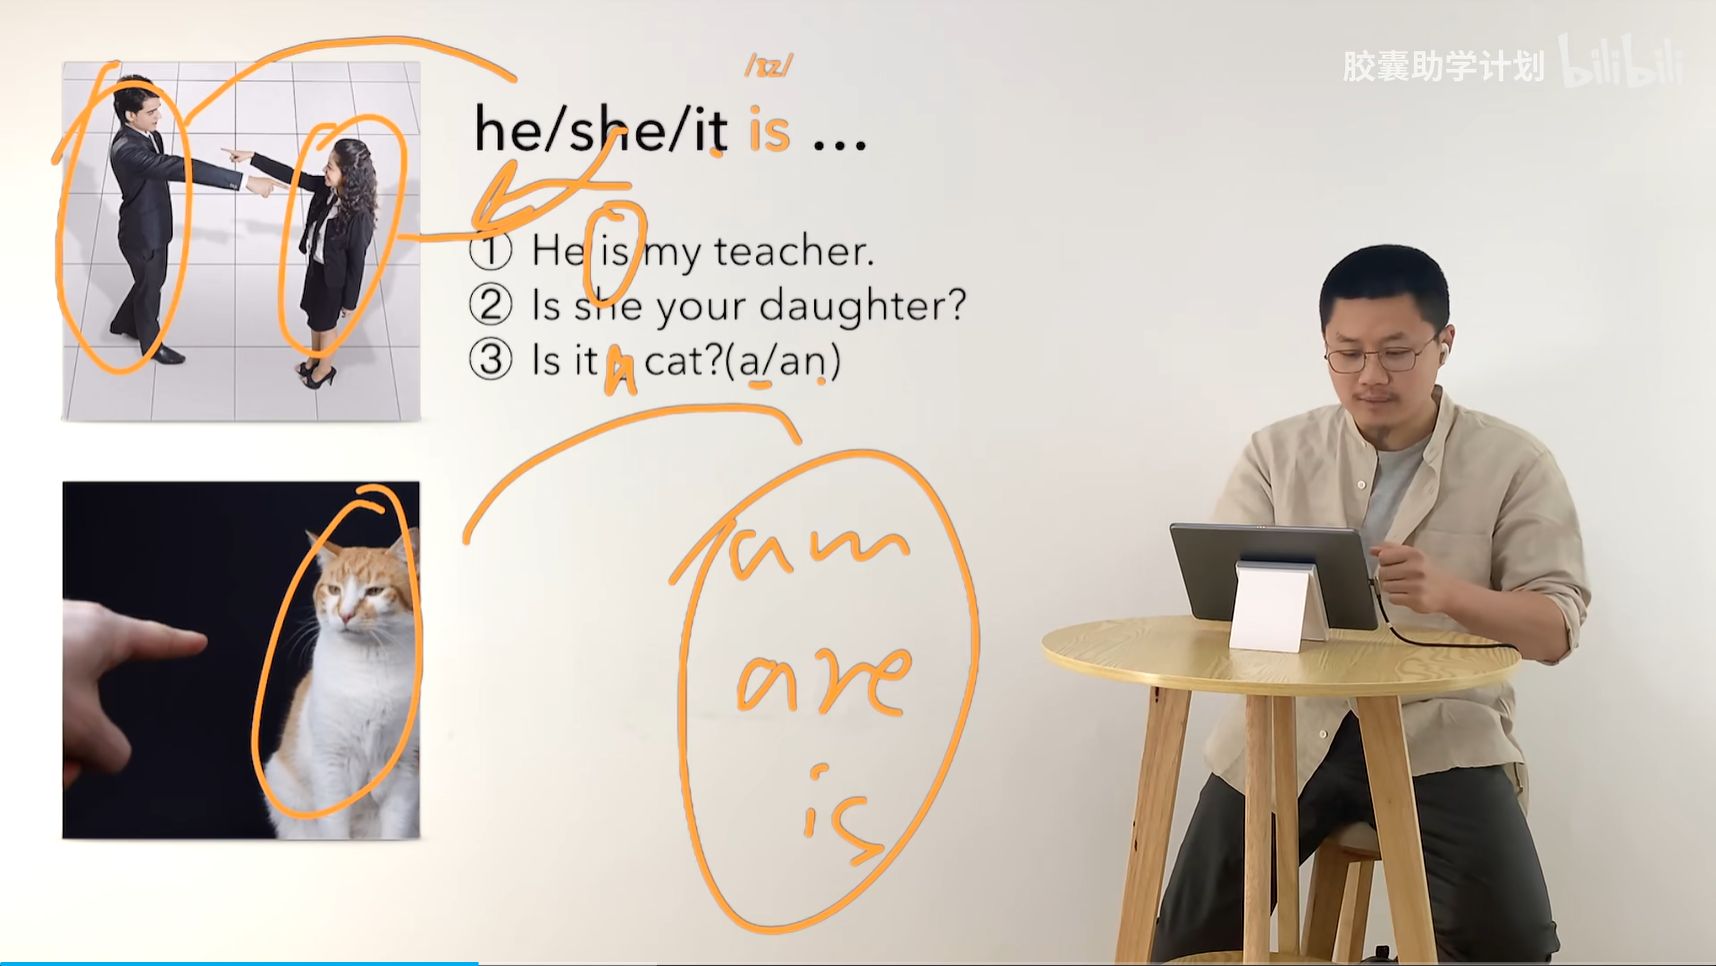 胶囊助学计划 bilibili
/ɪz/
he/she/it is ...
① He is my teacher.
② Is she your daughter?
③ Is it a cat?(a/an)
am
are
is